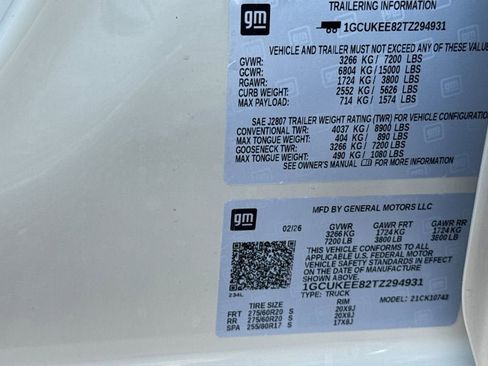 gm
TRAILERING INFORMATION
1GCUKEE82TZ294931
VEHICLE AND TRAILER MUST NOT EXCEED ANY OF THESE VALUES
GVWR: 3266 KG / 7200 LBS
GCWR: 6804 KG / 15000 LBS
RGAWR: 1724 KG / 3800 LBS
CURB WEIGHT: 2552 KG / 5626 LBS
MAX PAYLOAD: 714 KG / 1574 LBS
SAE J2807 TRAILER WEIGHT RATING (TWR) FOR VEHICLE CONFIGURATION
CONVENTIONAL TWR: 4037 KG / 8900 LBS
MAX TONGUE WEIGHT: 404 KG / 890 LBS
GOOSENECK TWR: 3266 KG / 7200 LBS
MAX TONGUE WEIGHT: 490 KG / 1080 LBS
SEE OWNER'S MANUAL FOR MORE INFORMATION
gm
MFD BY GENERAL MOTORS LLC
02/26 GVWR GAWR FRT GAWR RR
3266 KG 1724 KG 1724 KG
7200 LB 3800 LB 3800 LB
THIS VEHICLE CONFORMS TO ALL
APPLICABLE U.S. FEDERAL MOTOR
VEHICLE SAFETY STANDARDS IN
EFFECT ON THE DATE OF MANUFACTURE
SHOWN ABOVE.
1GCUKEE82TZ294931
TYPE: TRUCK
234L
MODEL: 21CK10743
TIRE SIZE RIM
FRT 275/60R20 S 20X9J
RR 275/60R20 S 20X9J
SPA 255/80R17 S 17X8J